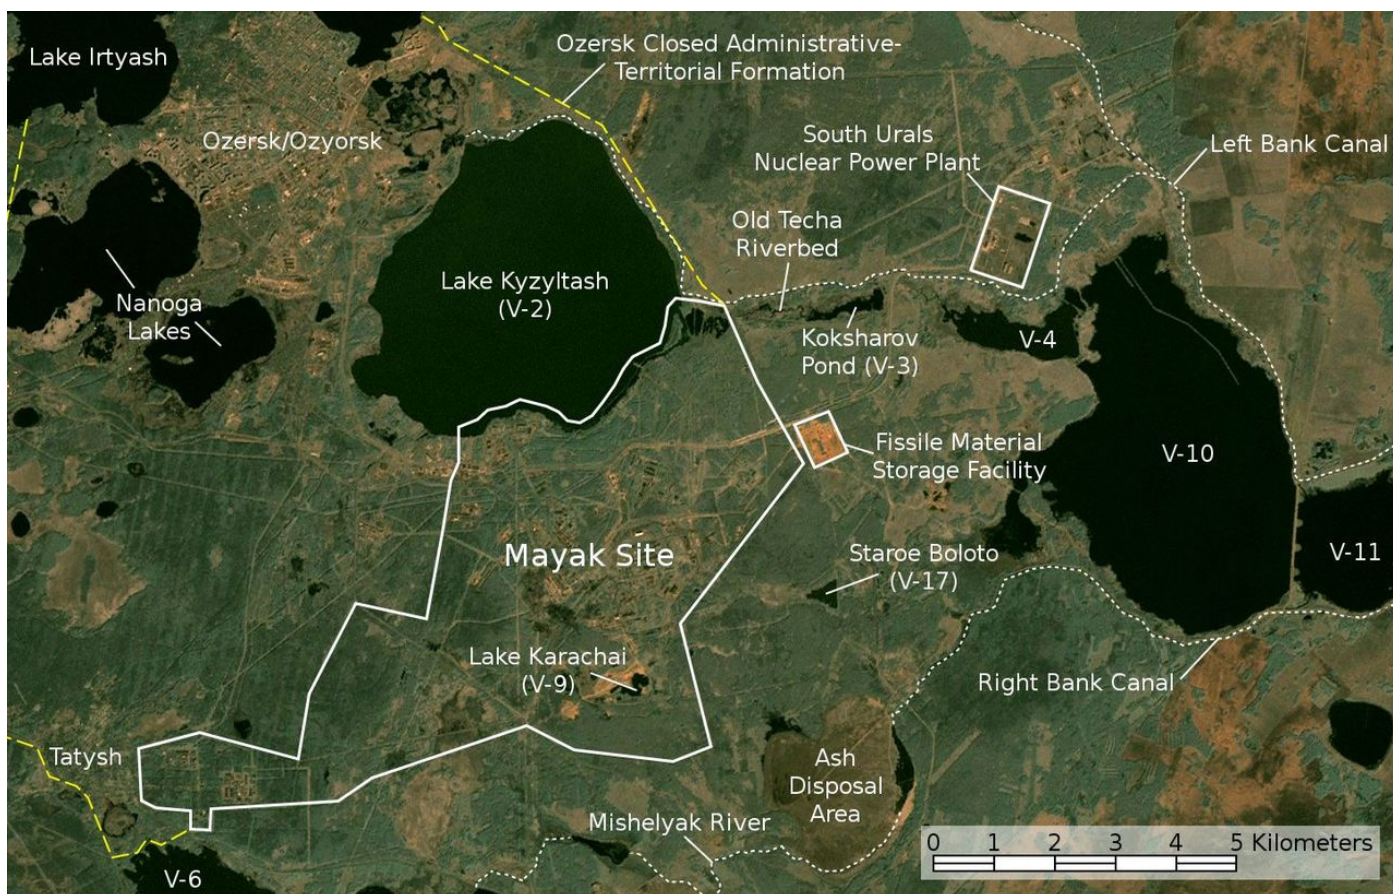 Lake Irtyash
Ozersk Closed Administrative-
Territorial Formation
Ozersk/Ozyorsk
South Urals
Nuclear Power Plant
Left Bank Canal
Old Techa
Riverbed
Lake Kyzyltash
(V-2)
Nanoga
Lakes
Koksharov
Pond (V-3)
V-4
Fissile Material
Storage Facility
V-10
V-11
Mayak Site
Staroe Boloto
(V-17)
Lake Karachai
(V-9)
Right Bank Canal
Tatysh
Ash
Disposal
Area
Mishelyak River
V-6
0 1 2 3 4 5 Kilometers